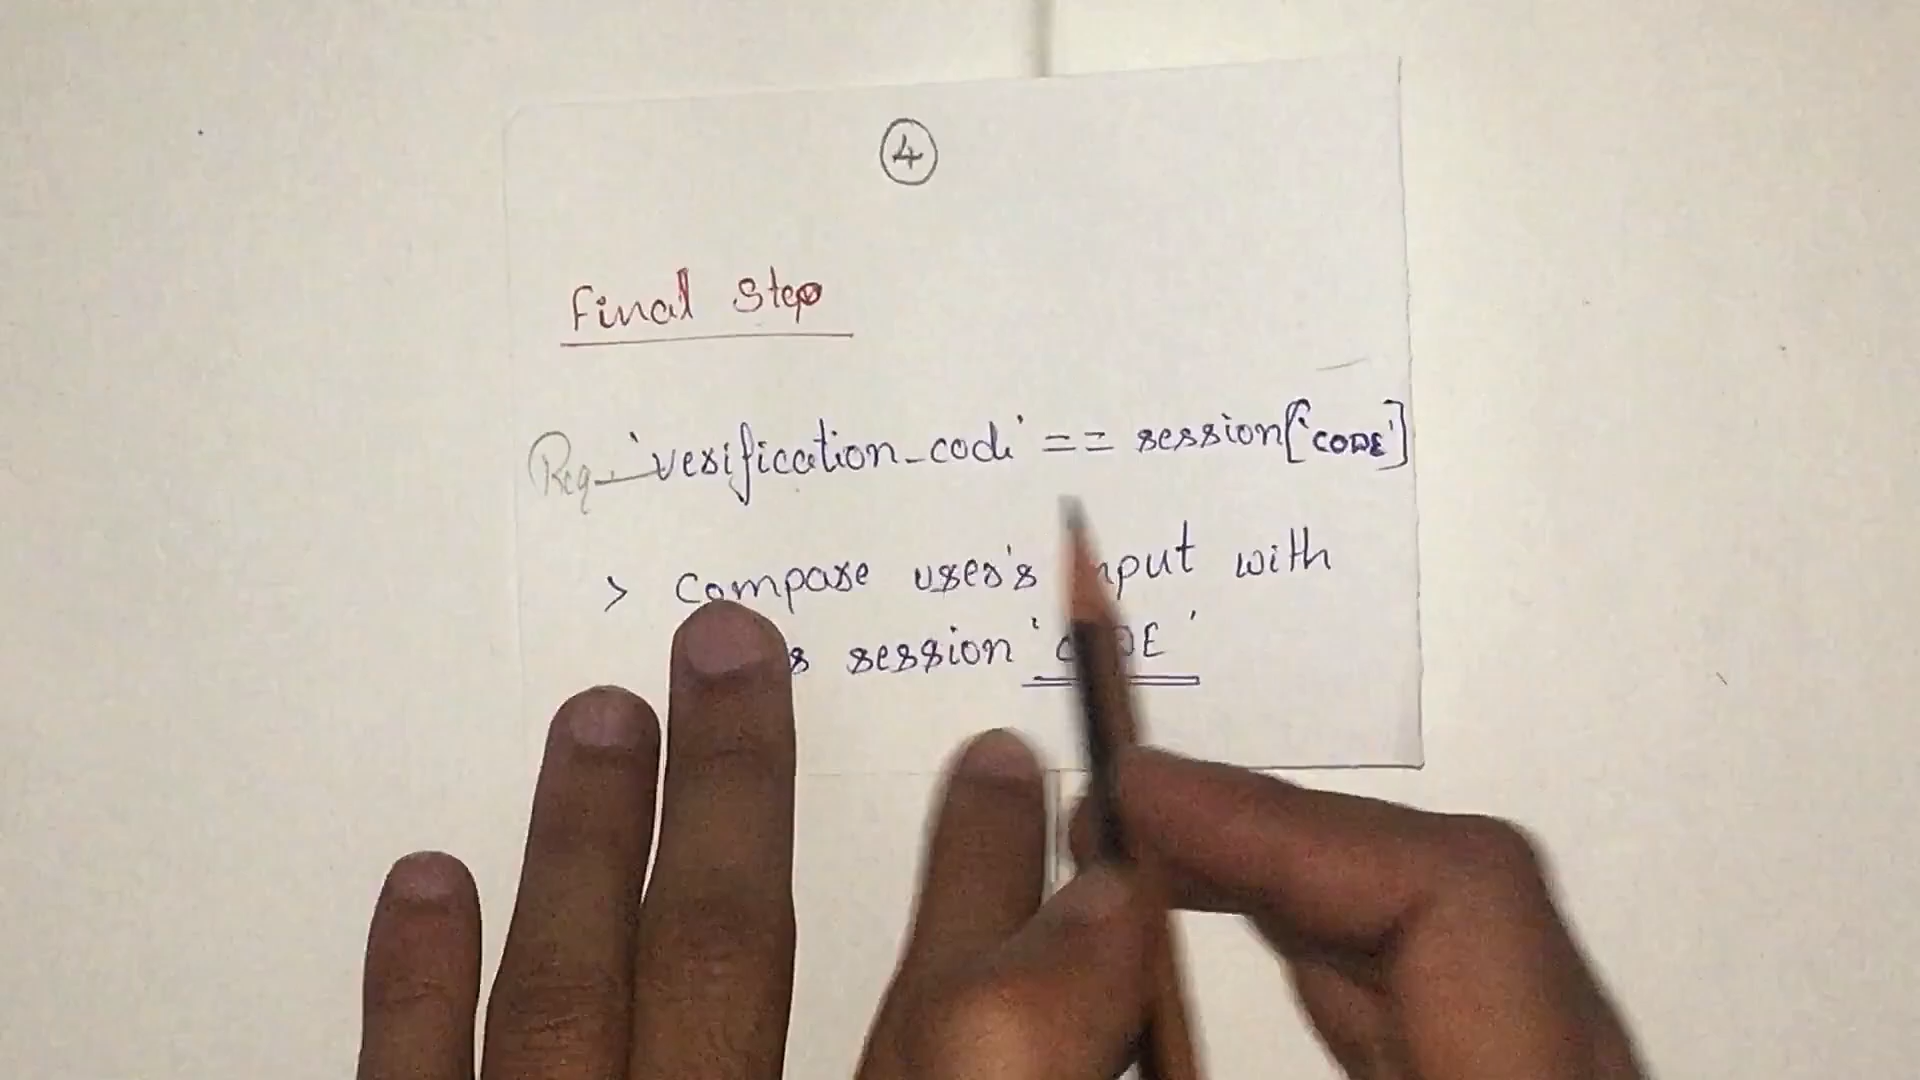 4
Final Step
Req 'verification_code' == session['CODE']
> Compare user's input with
session 'CODE'